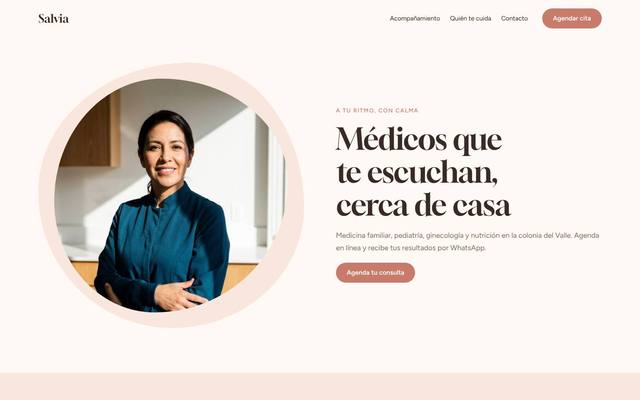 Salvia
Acompañamiento
Quién te cuida
Contacto
Agendar cita
A TU RITMO, CON CALMA
Médicos que
te escuchan,
cerca de casa
Medicina familiar, pediatría, ginecología y nutrición en la colonia del Valle. Agenda
en línea y recibe tus resultados por WhatsApp.
Agenda tu consulta